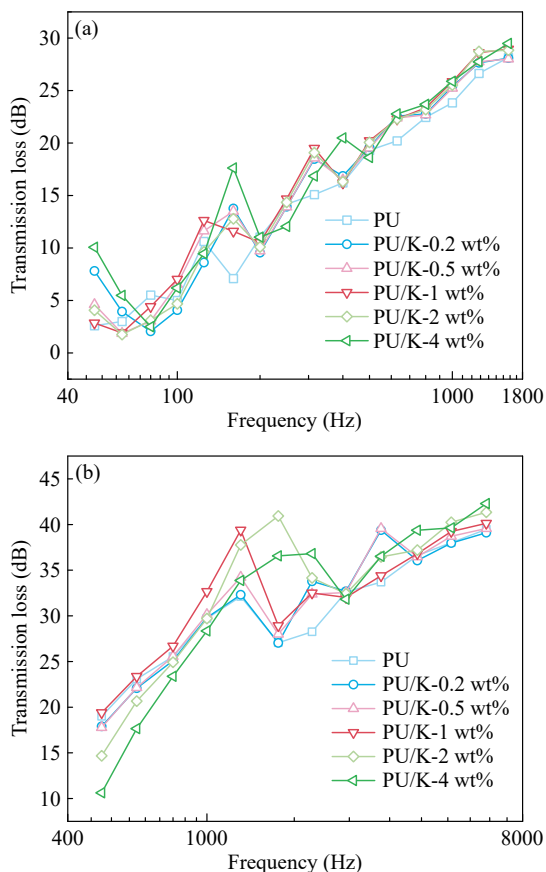 (a)
30
25
20
15
10
5
0
Transmission loss (dB)
PU
PU/K-0.2 wt%
PU/K-0.5 wt%
PU/K-1 wt%
PU/K-2 wt%
PU/K-4 wt%
40 100 1000 1800
Frequency (Hz)
(b)
45
40
35
30
25
20
15
10
Transmission loss (dB)
PU
PU/K-0.2 wt%
PU/K-0.5 wt%
PU/K-1 wt%
PU/K-2 wt%
PU/K-4 wt%
400 1000 8000
Frequency (Hz)